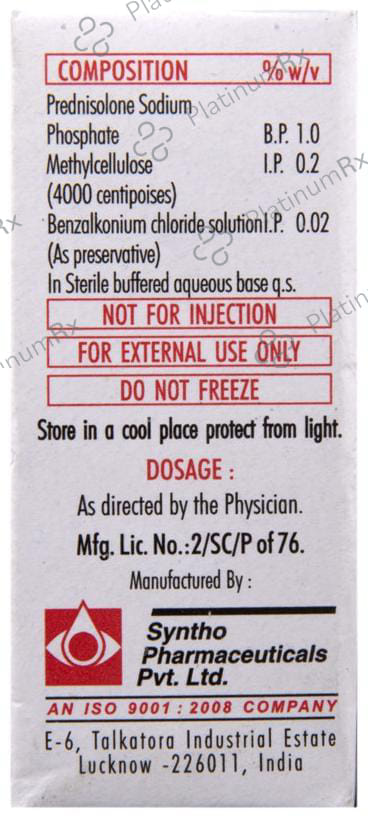 COMPOSITION %w/v
Prednisolone Sodium
Phosphate B.P. 1.0
Methylcellulose I.P. 0.2
(4000 centipoises)
Benzalkonium chloride solutionI.P. 0.02
(As preservative)
In Sterile buffered aqueous base q.s.
NOT FOR INJECTION
FOR EXTERNAL USE ONLY
DO NOT FREEZE
Store in a cool place protect from light.
DOSAGE :
As directed by the Physician.
Mfg. Lic. No.:2/SC/P of 76.
Manufactured By :
Syntho
Pharmaceuticals
Pvt. Ltd.
AN ISO 9001 : 2008 COMPANY
E-6, Talkatora Industrial Estate
Lucknow -226011, India
PlatinumRx
PlatinumRx